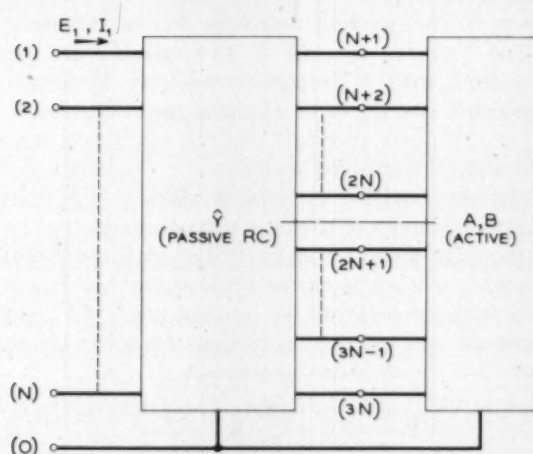 E1, I1
(1)
(2)
(N)
(0)
Ŷ
(PASSIVE RC)
(N+1)
(N+2)
(2N)
(2N+1)
(3N-1)
(3N)
A,B
(ACTIVE)